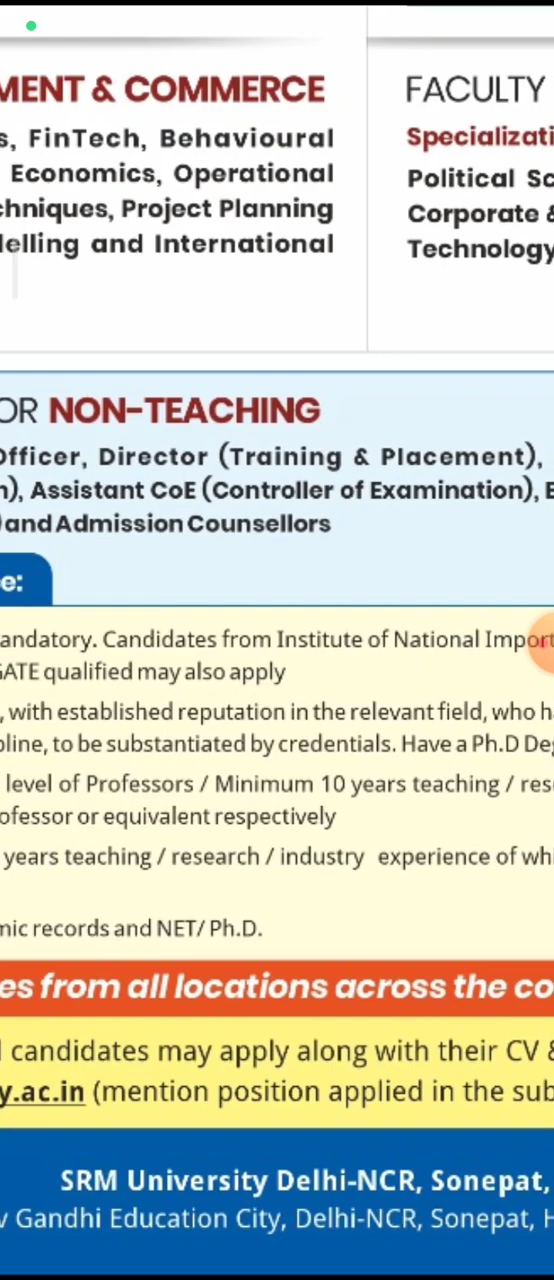 MENT & COMMERCE
s, FinTech, Behavioural
Economics, Operational
chniques, Project Planning
delling and International
FACULTY
Specializati
Political Sc
Corporate &
Technology
OR NON-TEACHING
Officer, Director (Training & Placement),
n), Assistant CoE (Controller of Examination), E
) and Admission Counsellors
e:
andatory. Candidates from Institute of National Import
GATE qualified may also apply
, with established reputation in the relevant field, who ha
pline, to be substantiated by credentials. Have a Ph.D Deg
level of Professors / Minimum 10 years teaching / rese
ofessor or equivalent respectively
years teaching / research / industry experience of whi
mic records and NET/ Ph.D.
es from all locations across the co
d candidates may apply along with their CV &
y.ac.in (mention position applied in the sub
SRM University Delhi-NCR, Sonepat,
v Gandhi Education City, Delhi-NCR, Sonepat, H